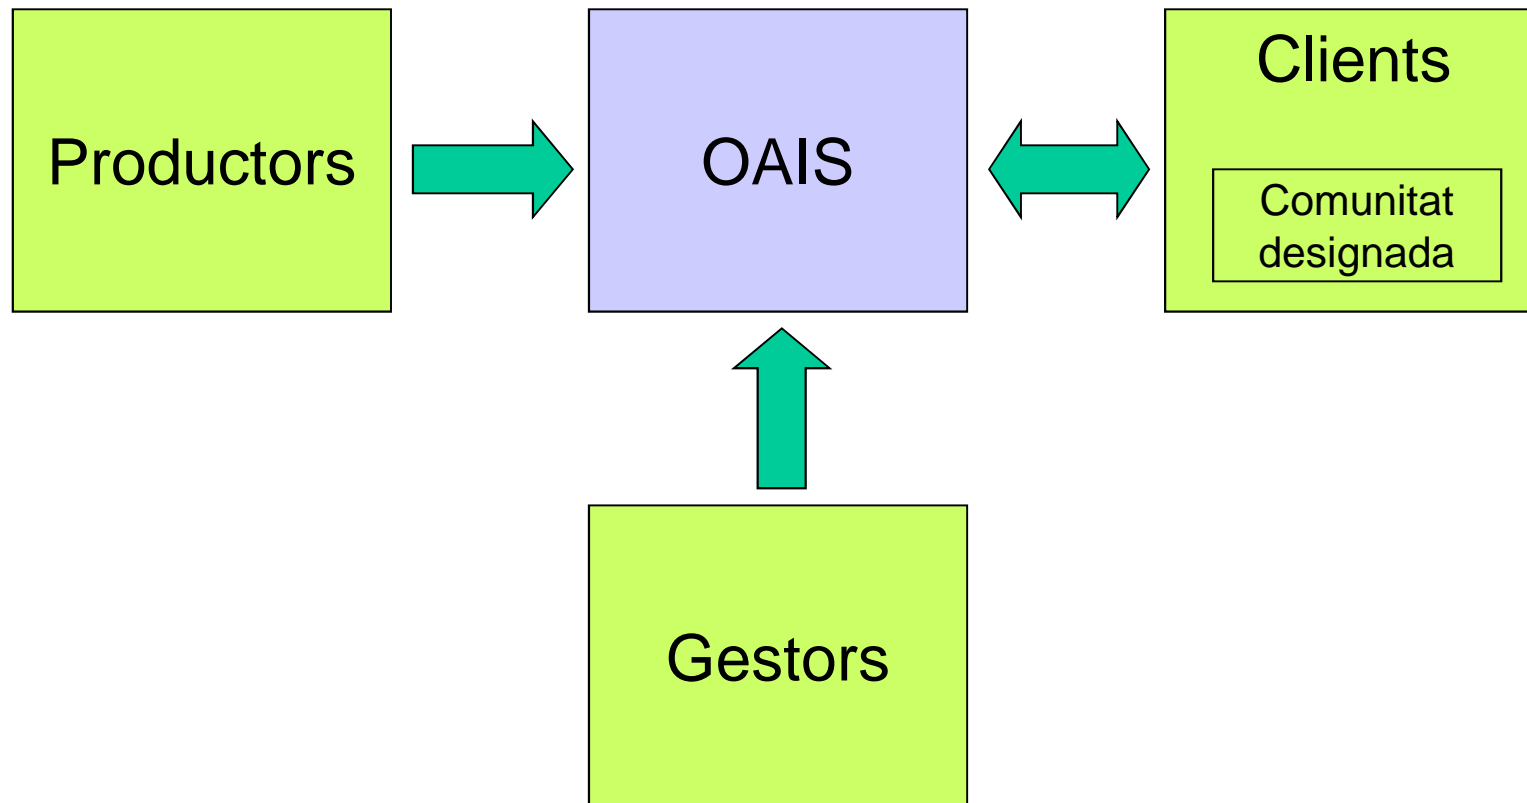 Productors
OAIS
Clients
Comunitat
designada
Gestors